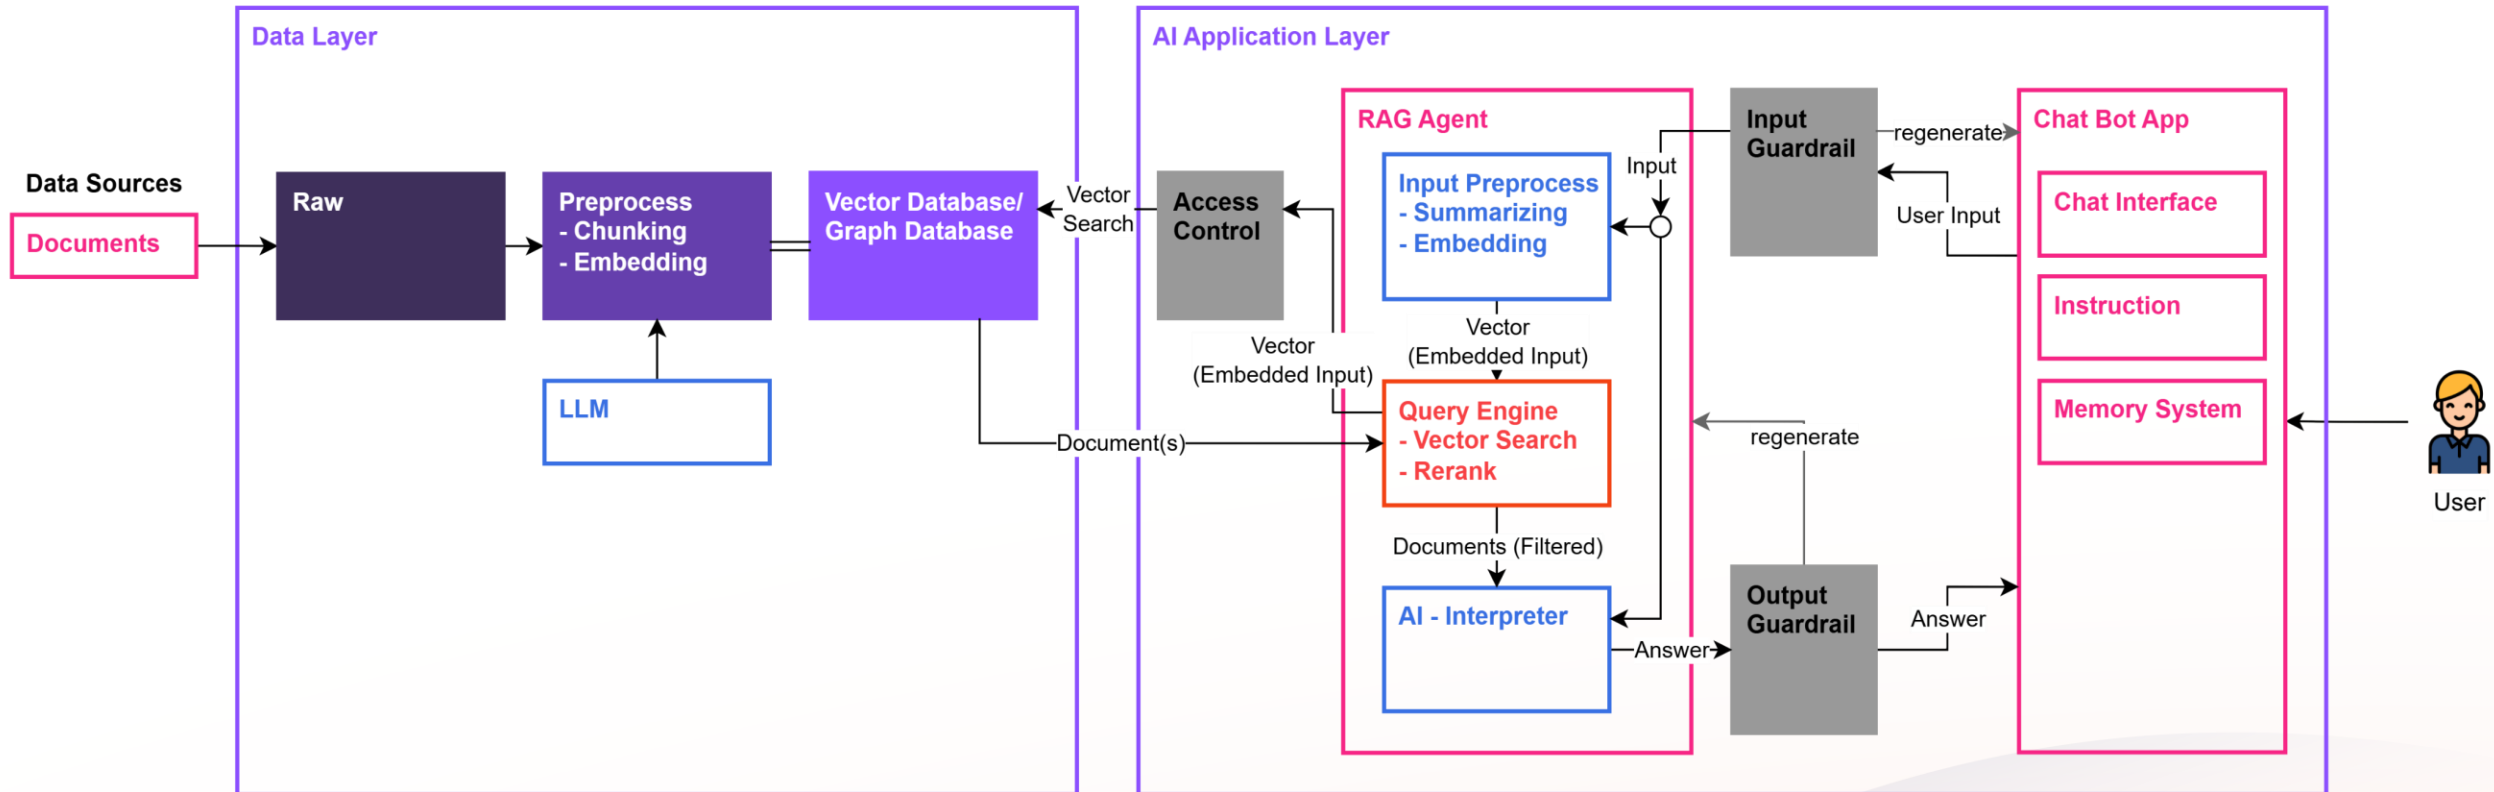 Data Layer
Data Sources
Documents
Raw
Preprocess
- Chunking
- Embedding
Vector Database/
Graph Database
LLM
Vector
Search
Document(s)
AI Application Layer
Access
Control
Vector
(Embedded Input)
RAG Agent
Input Preprocess
- Summarizing
- Embedding
Input
Vector
(Embedded Input)
Query Engine
- Vector Search
- Rerank
Documents (Filtered)
AI - Interpreter
Answer
Input
Guardrail
regenerate
User Input
regenerate
Output
Guardrail
Answer
Chat Bot App
Chat Interface
Instruction
Memory System
User